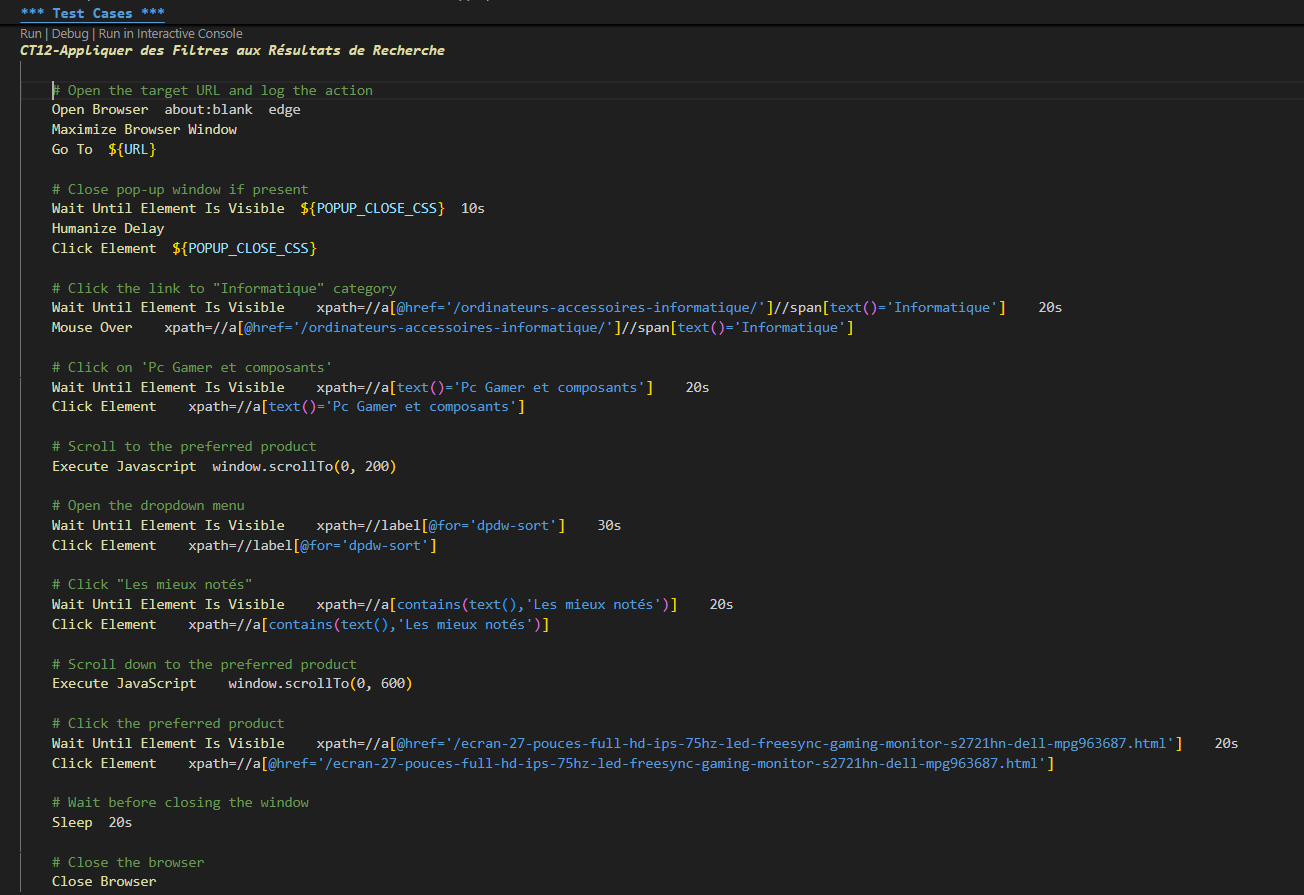 *** Test Cases ***
Run | Debug | Run in Interactive Console
CT12-Appliquer des Filtres aux Résultats de Recherche
# Open the target URL and log the action
Open Browser  about:blank  edge
Maximize Browser Window
Go To  ${URL}
# Close pop-up window if present
Wait Until Element Is Visible  ${POPUP_CLOSE_CSS}  10s
Humanize Delay
Click Element  ${POPUP_CLOSE_CSS}
# Click the link to "Informatique" category
Wait Until Element Is Visible    xpath=//a[@href='/ordinateurs-accessoires-informatique/']//span[text()='Informatique']    20s
Mouse Over    xpath=//a[@href='/ordinateurs-accessoires-informatique/']//span[text()='Informatique']
# Click on 'Pc Gamer et composants'
Wait Until Element Is Visible    xpath=//a[text()='Pc Gamer et composants']    20s
Click Element    xpath=//a[text()='Pc Gamer et composants']
# Scroll to the preferred product
Execute Javascript  window.scrollTo(0, 200)
# Open the dropdown menu
Wait Until Element Is Visible    xpath=//label[@for='dpdw-sort']    30s
Click Element    xpath=//label[@for='dpdw-sort']
# Click "Les mieux notés"
Wait Until Element Is Visible    xpath=//a[contains(text(),'Les mieux notés')]    20s
Click Element    xpath=//a[contains(text(),'Les mieux notés')]
# Scroll down to the preferred product
Execute JavaScript    window.scrollTo(0, 600)
# Click the preferred product
Wait Until Element Is Visible    xpath=//a[@href='/ecran-27-pouces-full-hd-ips-75hz-led-freesync-gaming-monitor-s2721hn-dell-mpg963687.html']    20s
Click Element    xpath=//a[@href='/ecran-27-pouces-full-hd-ips-75hz-led-freesync-gaming-monitor-s2721hn-dell-mpg963687.html']
# Wait before closing the window
Sleep  20s
# Close the browser
Close Browser